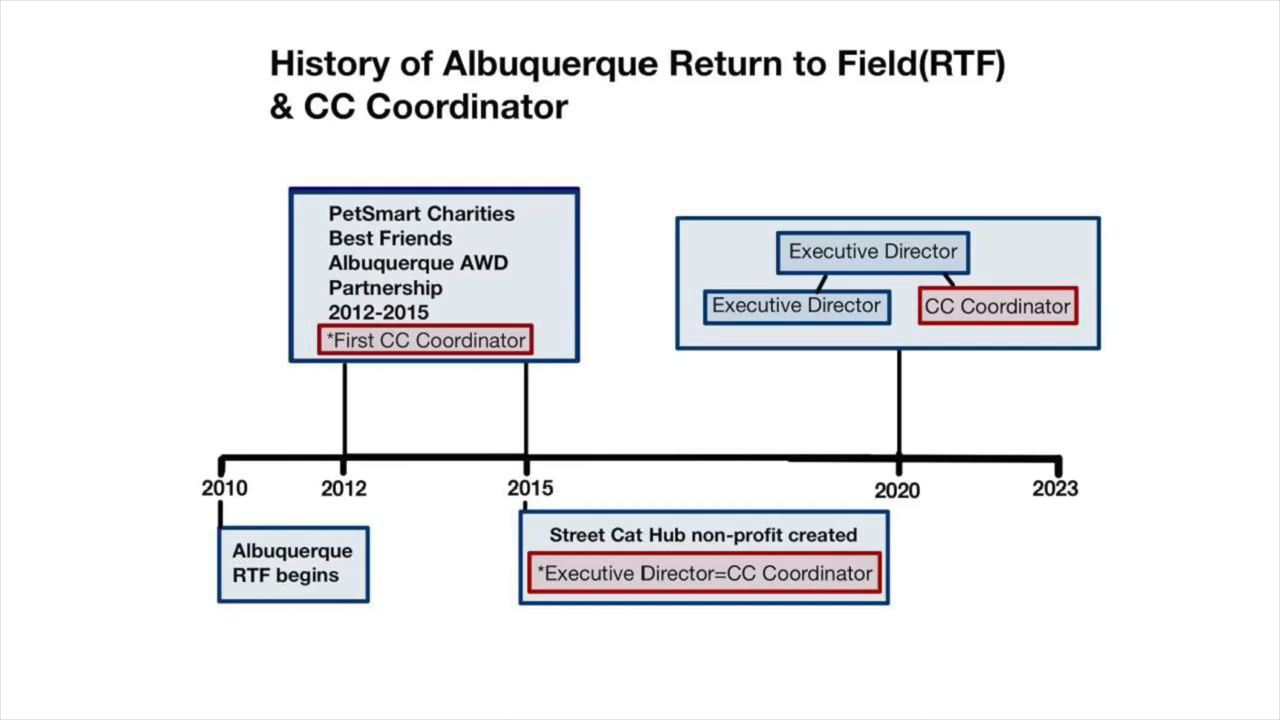 History of Albuquerque Return to Field(RTF)
& CC Coordinator
PetSmart Charities
Best Friends
Albuquerque AWD
Partnership
2012-2015
*First CC Coordinator
Executive Director
Executive Director
CC Coordinator
2010
2012
2015
2020
2023
Albuquerque
RTF begins
Street Cat Hub non-profit created
*Executive Director=CC Coordinator